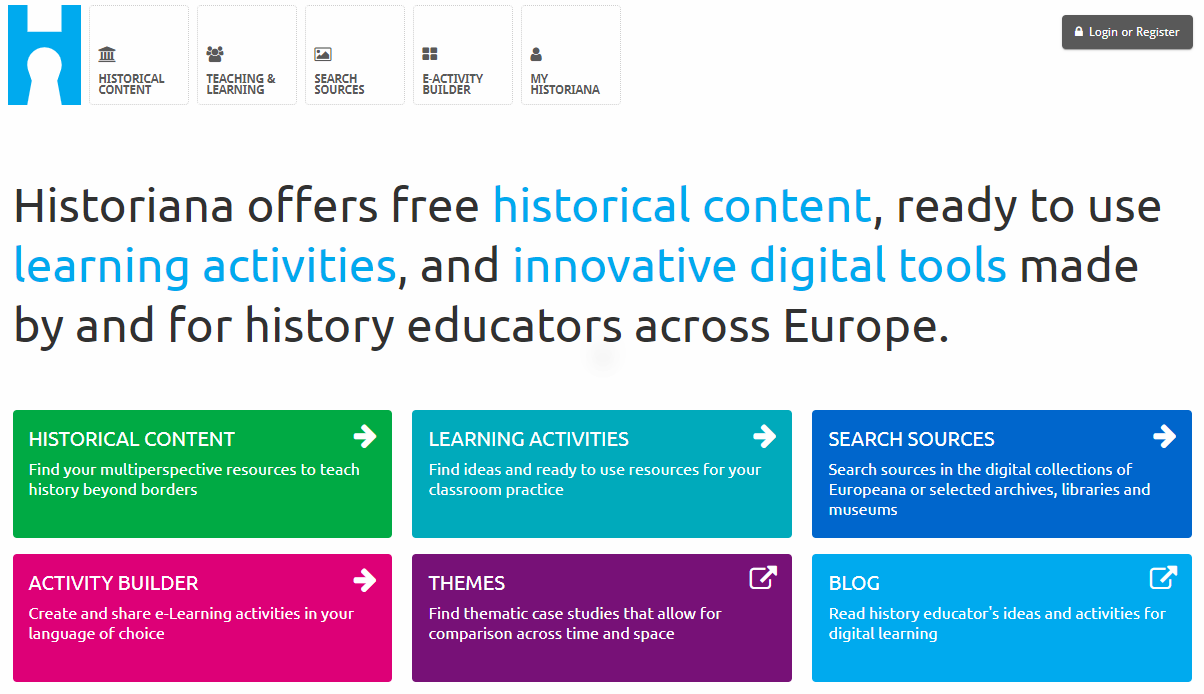 HISTORICAL
CONTENT
TEACHING &
LEARNING
SEARCH
SOURCES
E-ACTIVITY
BUILDER
MY
HISTORIANA
Login or Register
Historiana offers free historical content, ready to use
learning activities, and innovative digital tools made
by and for history educators across Europe.
HISTORICAL CONTENT
Find your multiperspective resources to teach
history beyond borders
LEARNING ACTIVITIES
Find ideas and ready to use resources for your
classroom practice
SEARCH SOURCES
Search sources in the digital collections of
Europeana or selected archives, libraries and
museums
ACTIVITY BUILDER
Create and share e-Learning activities in your
language of choice
THEMES
Find thematic case studies that allow for
comparison across time and space
BLOG
Read history educator's ideas and activities for
digital learning